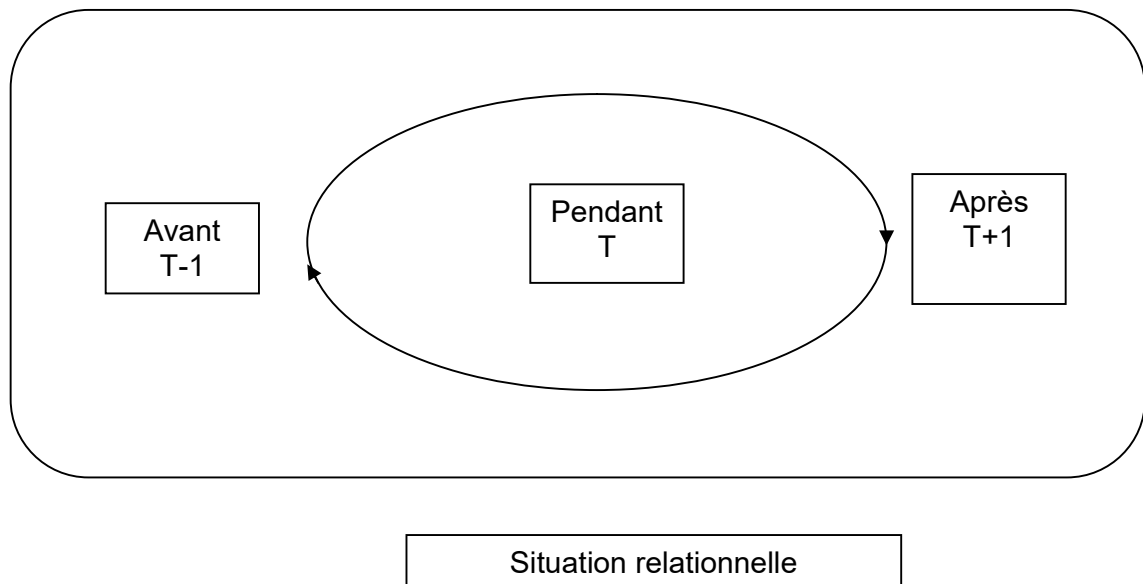 Avant
T-1
Pendant
T
Après
T+1
Situation relationnelle